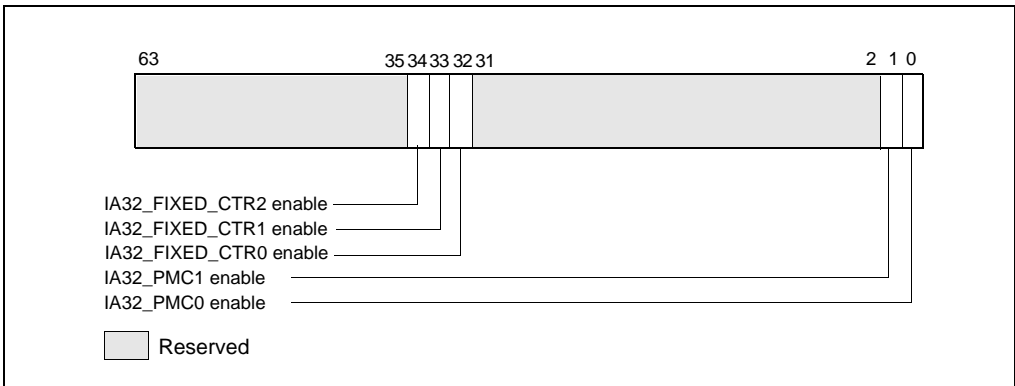 63 35 34 33 32 31 2 1 0
IA32_FIXED_CTR2 enable
IA32_FIXED_CTR1 enable
IA32_FIXED_CTR0 enable
IA32_PMC1 enable
IA32_PMC0 enable
Reserved